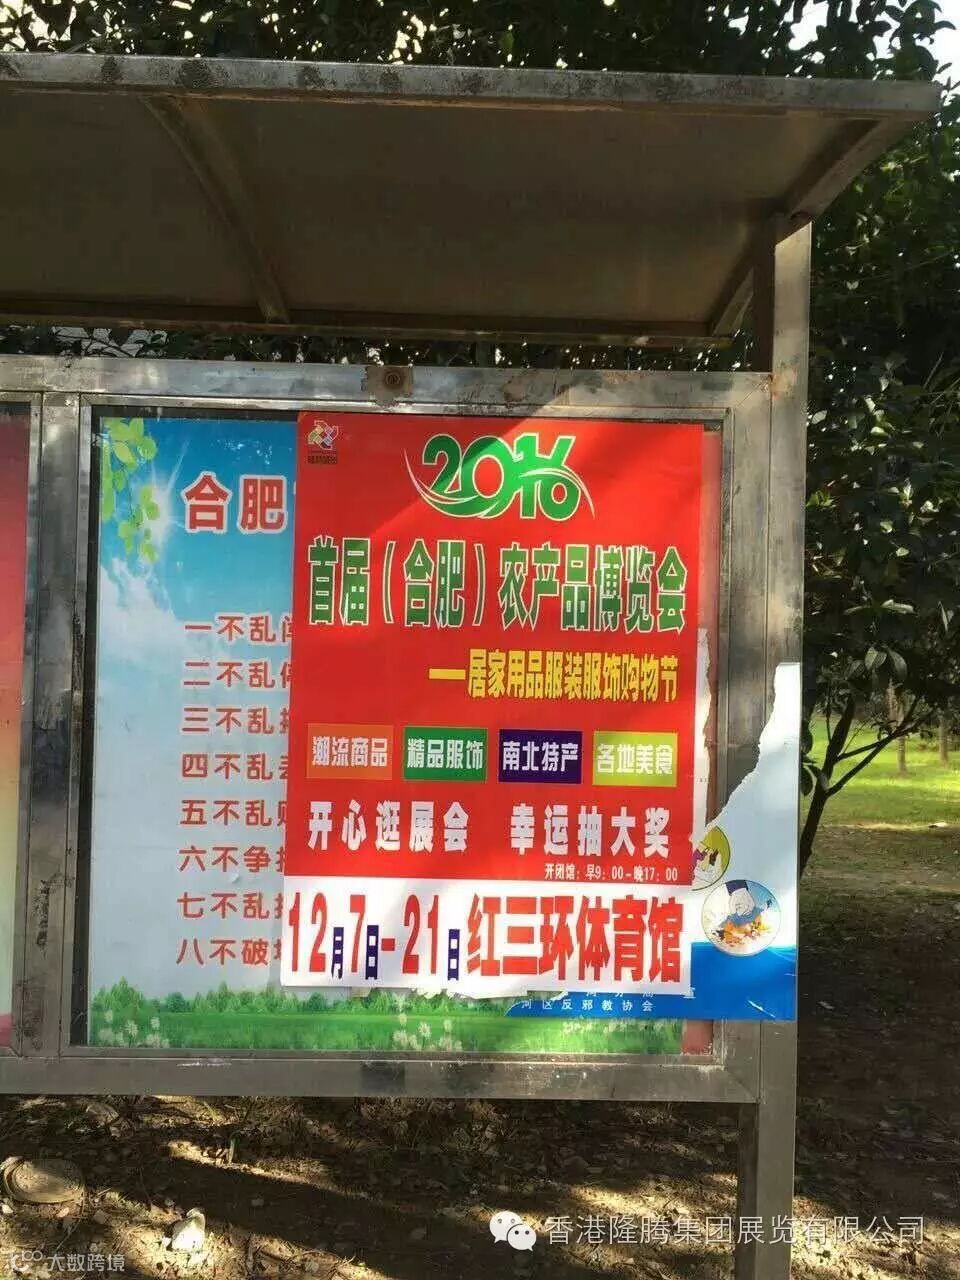 合肥
一不乱
二不乱
三不乱
四不乱
五不乱
六不争
七不乱
八不破
2016
首届（合肥）农产品博览会
—居家用品服装服饰购物节
潮流商品 精品服饰 南北特产 各地美食
开心逛展会 幸运抽大奖
开闭馆：早9：00-晚17：00
12月7日-21日 红三环体育馆
河区反邪教协会
香港隆腾集团展览有限公司
大数跨境